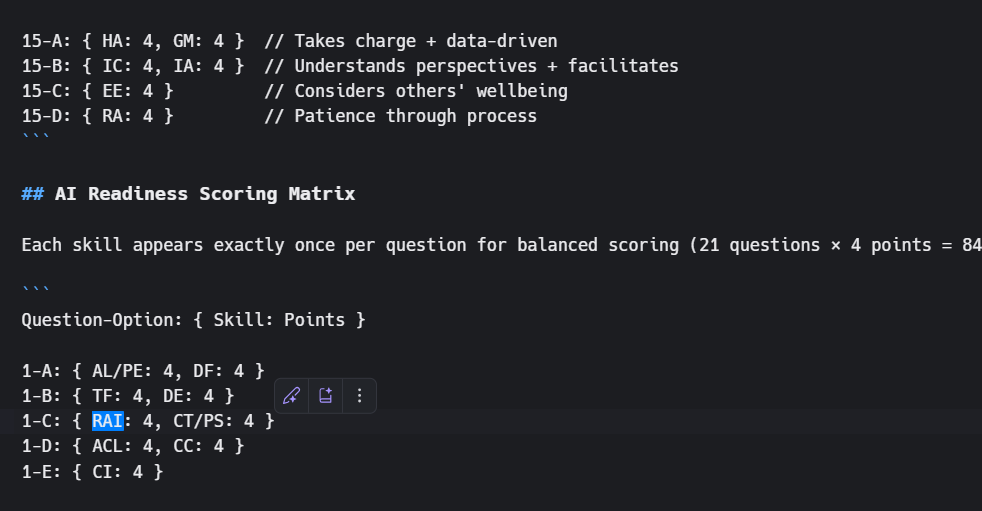 15-A: { HA: 4, GM: 4 }  // Takes charge + data-driven
15-B: { IC: 4, IA: 4 }  // Understands perspectives + facilitates
15-C: { EE: 4 }         // Considers others' wellbeing
15-D: { RA: 4 }         // Patience through process
```
## AI Readiness Scoring Matrix
Each skill appears exactly once per question for balanced scoring (21 questions × 4 points = 84
```
Question-Option: { Skill: Points }
1-A: { AL/PE: 4, DF: 4 }
1-B: { TF: 4, DE: 4 }
1-C: { RAI: 4, CT/PS: 4 }
1-D: { ACL: 4, CC: 4 }
1-E: { CI: 4 }